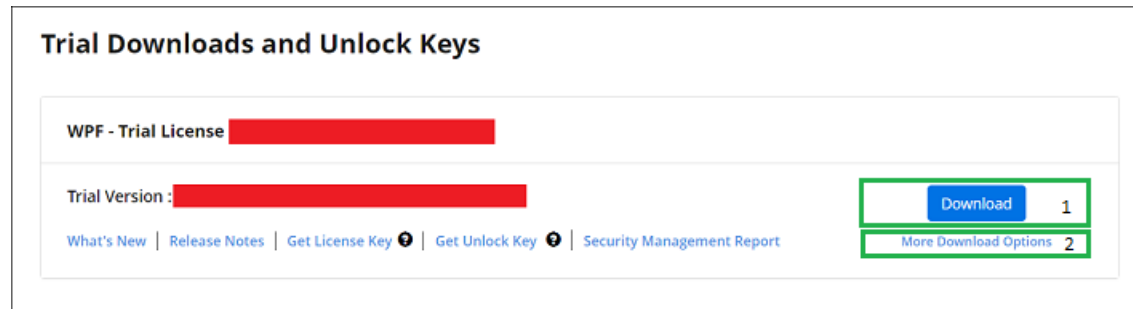 Trial Downloads and Unlock Keys
WPF - Trial License
Trial Version :
Download 1
What's New | Release Notes | Get License Key ? | Get Unlock Key ? | Security Management Report
More Download Options 2